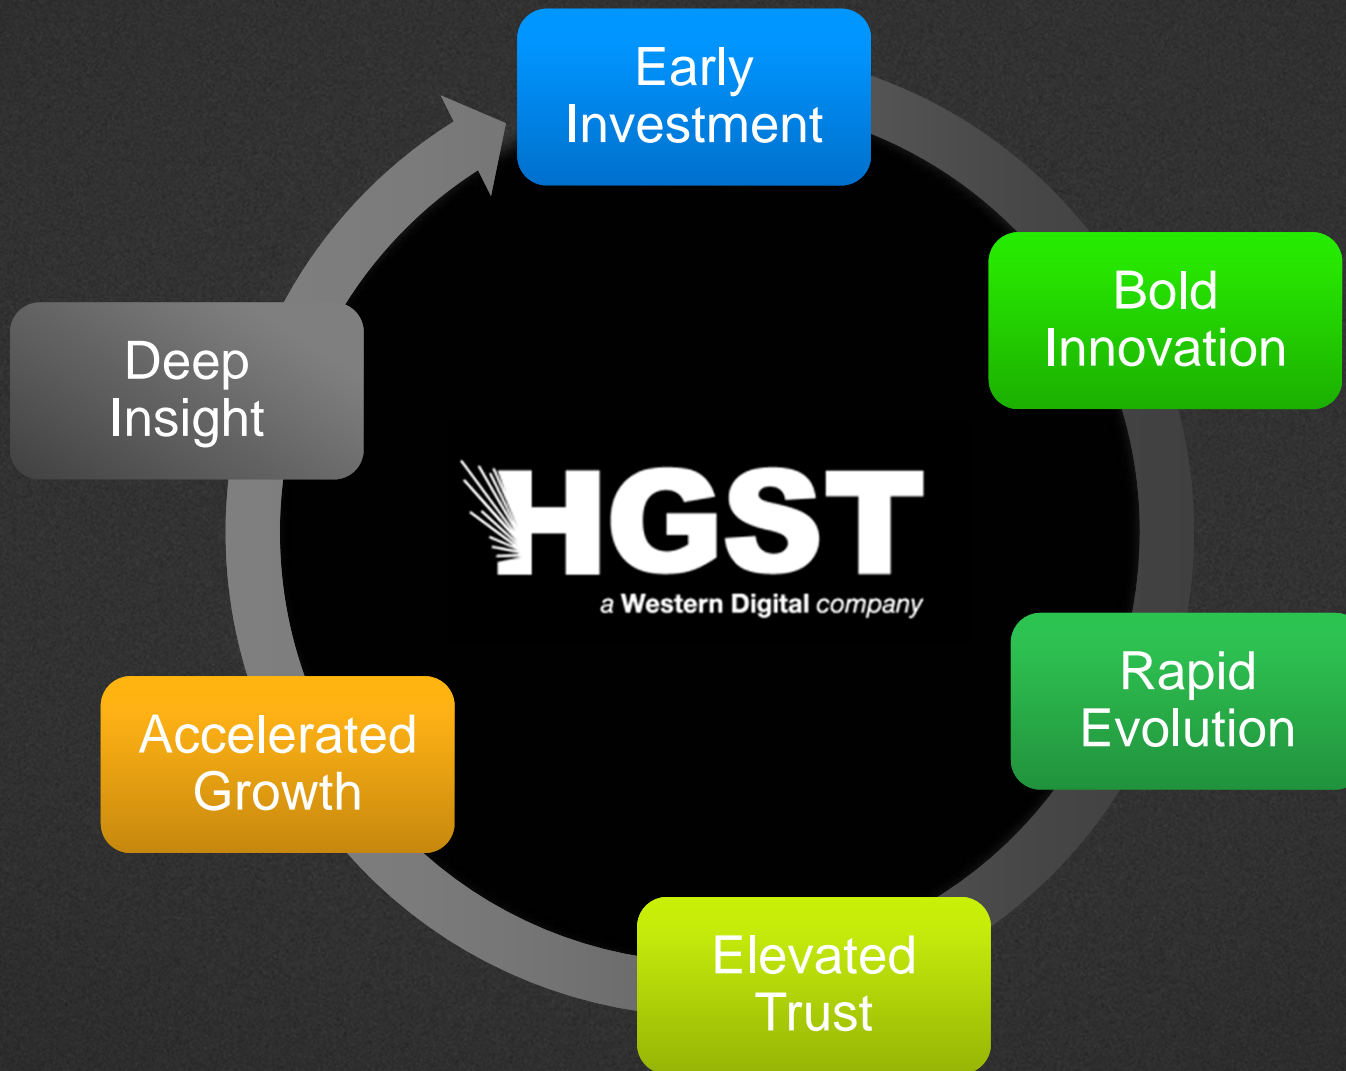 Early
Investment
Bold
Innovation
Rapid
Evolution
Elevated
Trust
Accelerated
Growth
Deep
Insight
HGST
a Western Digital company